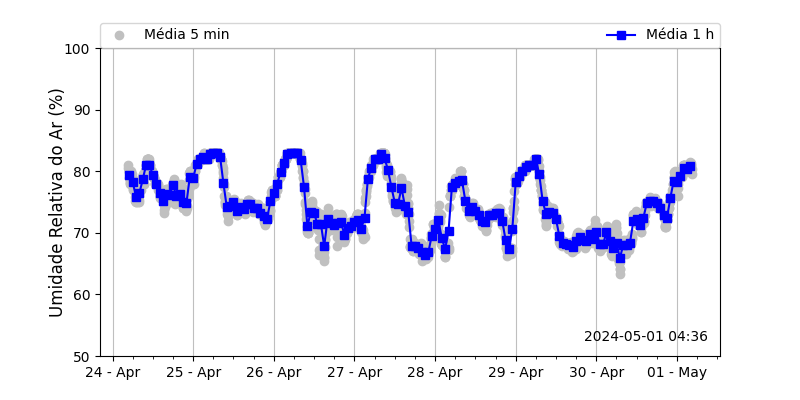 Média 5 min
Média 1 h
Umidade Relativa do Ar (%)
100
90
80
70
60
50
2024-05-01 04:36
24 - Apr
25 - Apr
26 - Apr
27 - Apr
28 - Apr
29 - Apr
30 - Apr
01 - May